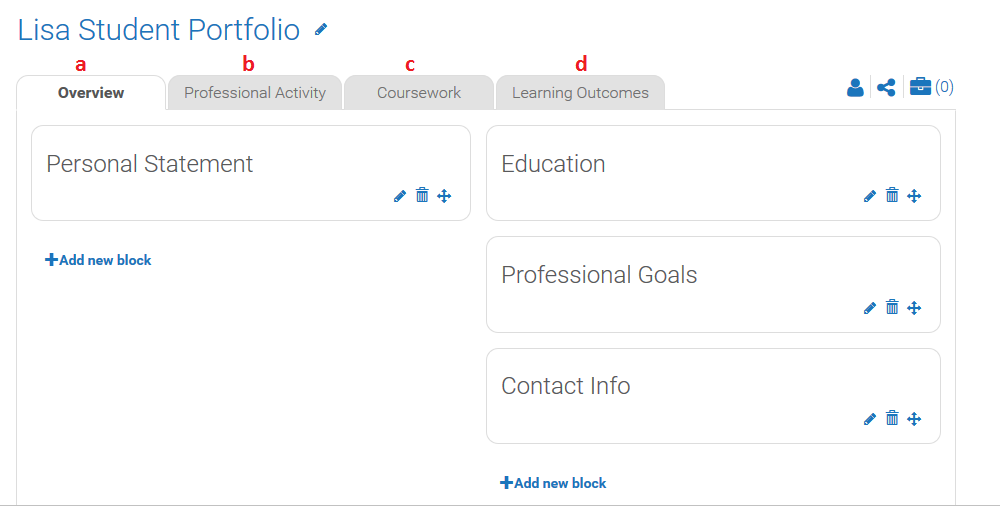 Lisa Student Portfolio
a b c d
Overview Professional Activity Coursework Learning Outcomes (0)
Personal Statement
Add new block
Education
Professional Goals
Contact Info
Add new block